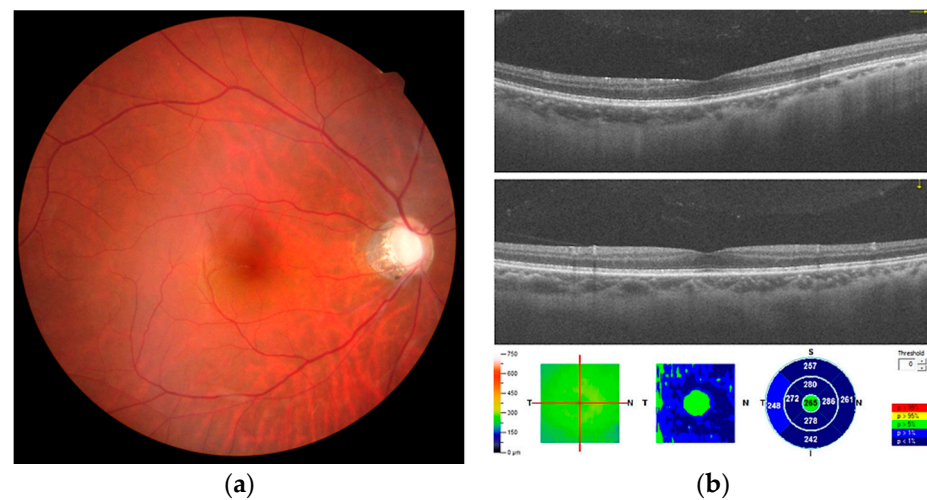 750
600
450
300
150
0 µm
T
N
T
N
S
257
280
248
272
265
286
261
278
242
T
N
I
Threshold
0
p > 95%
p > 5%
p > 1%
p < 1%
(a)
(b)